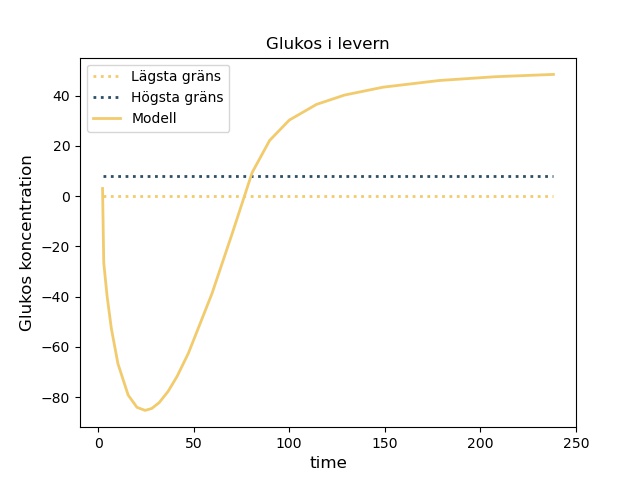 Glukos i levern
Lägsta gräns
Högsta gräns
Modell
Glukos koncentration
40
20
0
−20
−40
−60
−80
0 50 100 150 200 250
time